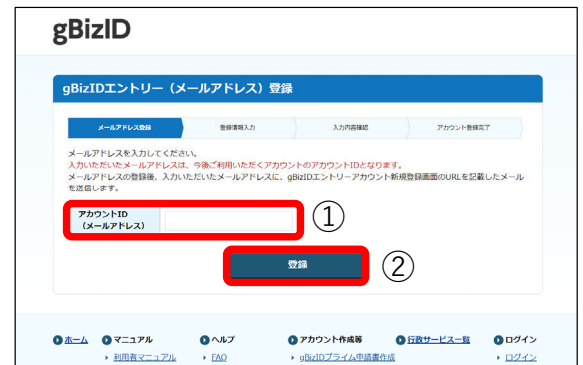 gBizID
gBizIDエントリー（メールアドレス）登録
メールアドレス登録 登録情報入力 入力内容確認 アカウント登録完了
メールアドレスを入力してください。
入力いただいたメールアドレスは、今後ご利用いただくアカウントのアカウントIDとなります。
メールアドレスの登録後、入力いただいたメールアドレスに、gBizIDエントリーアカウント新規登録画面のURLを記載したメール
を送信します。
アカウントID
（メールアドレス）
①
登録
②
ホーム マニュアル ヘルプ アカウント作成等 行政サービス一覧 ログイン
利用者マニュアル FAQ gBizIDプライム申請書作成 ログイン